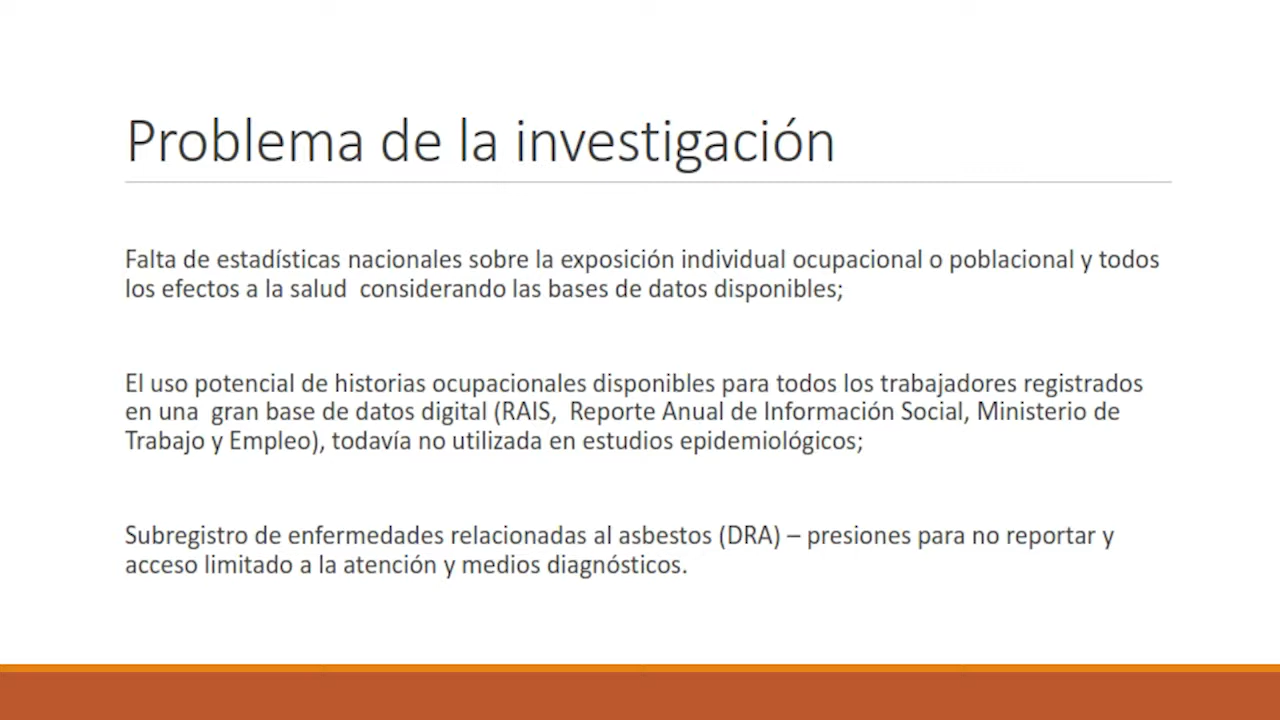 Problema de la investigación
Falta de estadísticas nacionales sobre la exposición individual ocupacional o poblacional y todos
los efectos a la salud  considerando las bases de datos disponibles;
El uso potencial de historias ocupacionales disponibles para todos los trabajadores registrados
en una  gran base de datos digital (RAIS,  Reporte Anual de Información Social, Ministerio de
Trabajo y Empleo), todavía no utilizada en estudios epidemiológicos;
Subregistro de enfermedades relacionadas al asbestos (DRA) – presiones para no reportar y
acceso limitado a la atención y medios diagnósticos.